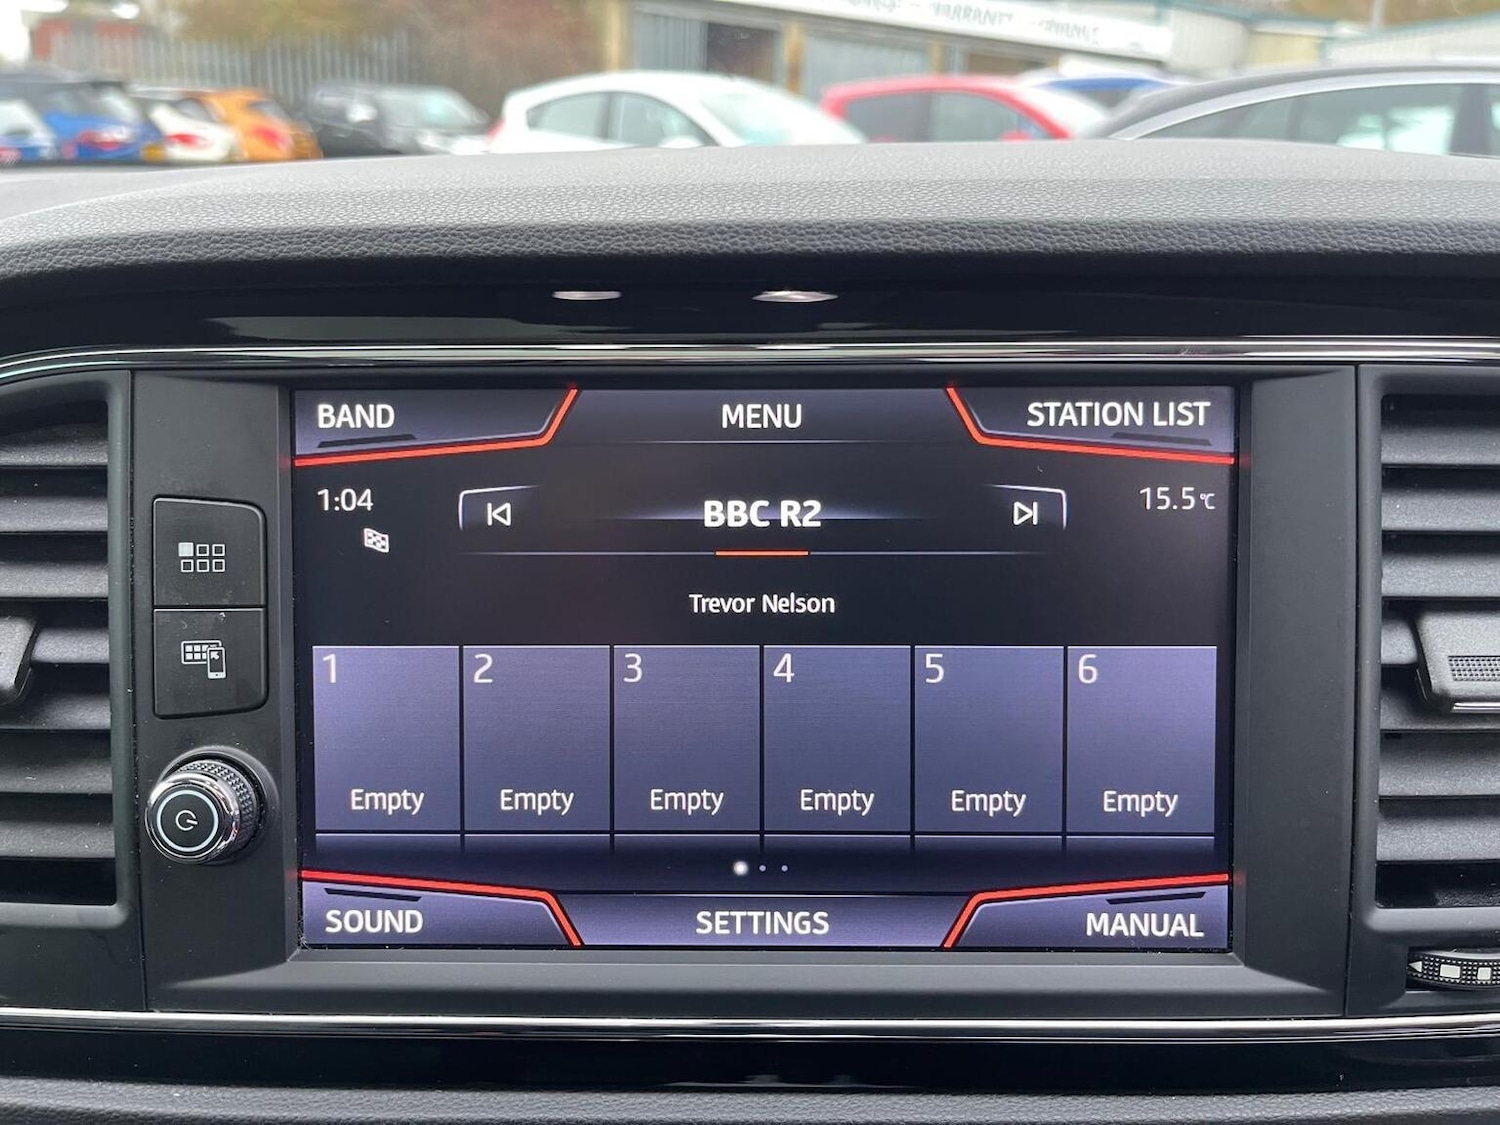 WARRANTY
BAND
MENU
STATION LIST
1:04
BBC R2
15.5°C
Trevor Nelson
1
2
3
4
5
6
Empty
Empty
Empty
Empty
Empty
Empty
SOUND
SETTINGS
MANUAL